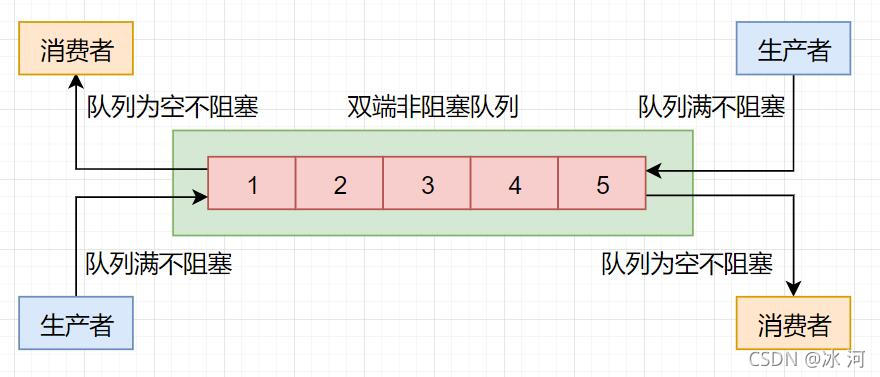 消费者
生产者
队列为空不阻塞
双端非阻塞队列
队列满不阻塞
1
2
3
4
5
队列满不阻塞
队列为空不阻塞
生产者
消费者
CSDN @冰 河